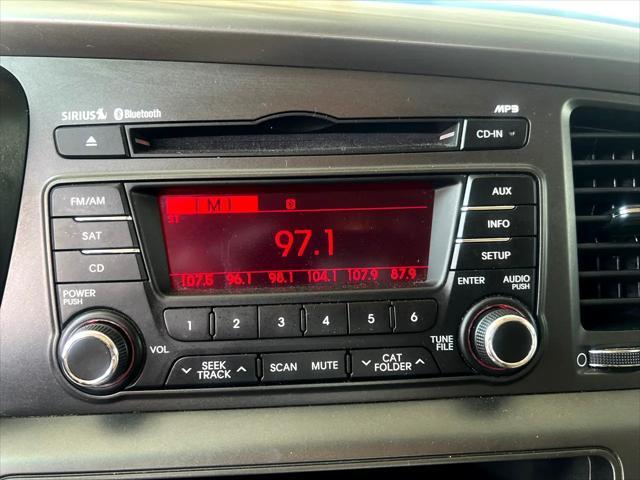 SIRIUS Bluetooth MP3
CD-IN
FM/AM AUX
ST
97.1
SAT INFO
CD SETUP
107.5 96.1 98.1 104.1 107.9 87.9
POWER PUSH ENTER AUDIO PUSH
1 2 3 4 5 6
VOL SEEK TRACK SCAN MUTE CAT FOLDER TUNE FILE
0